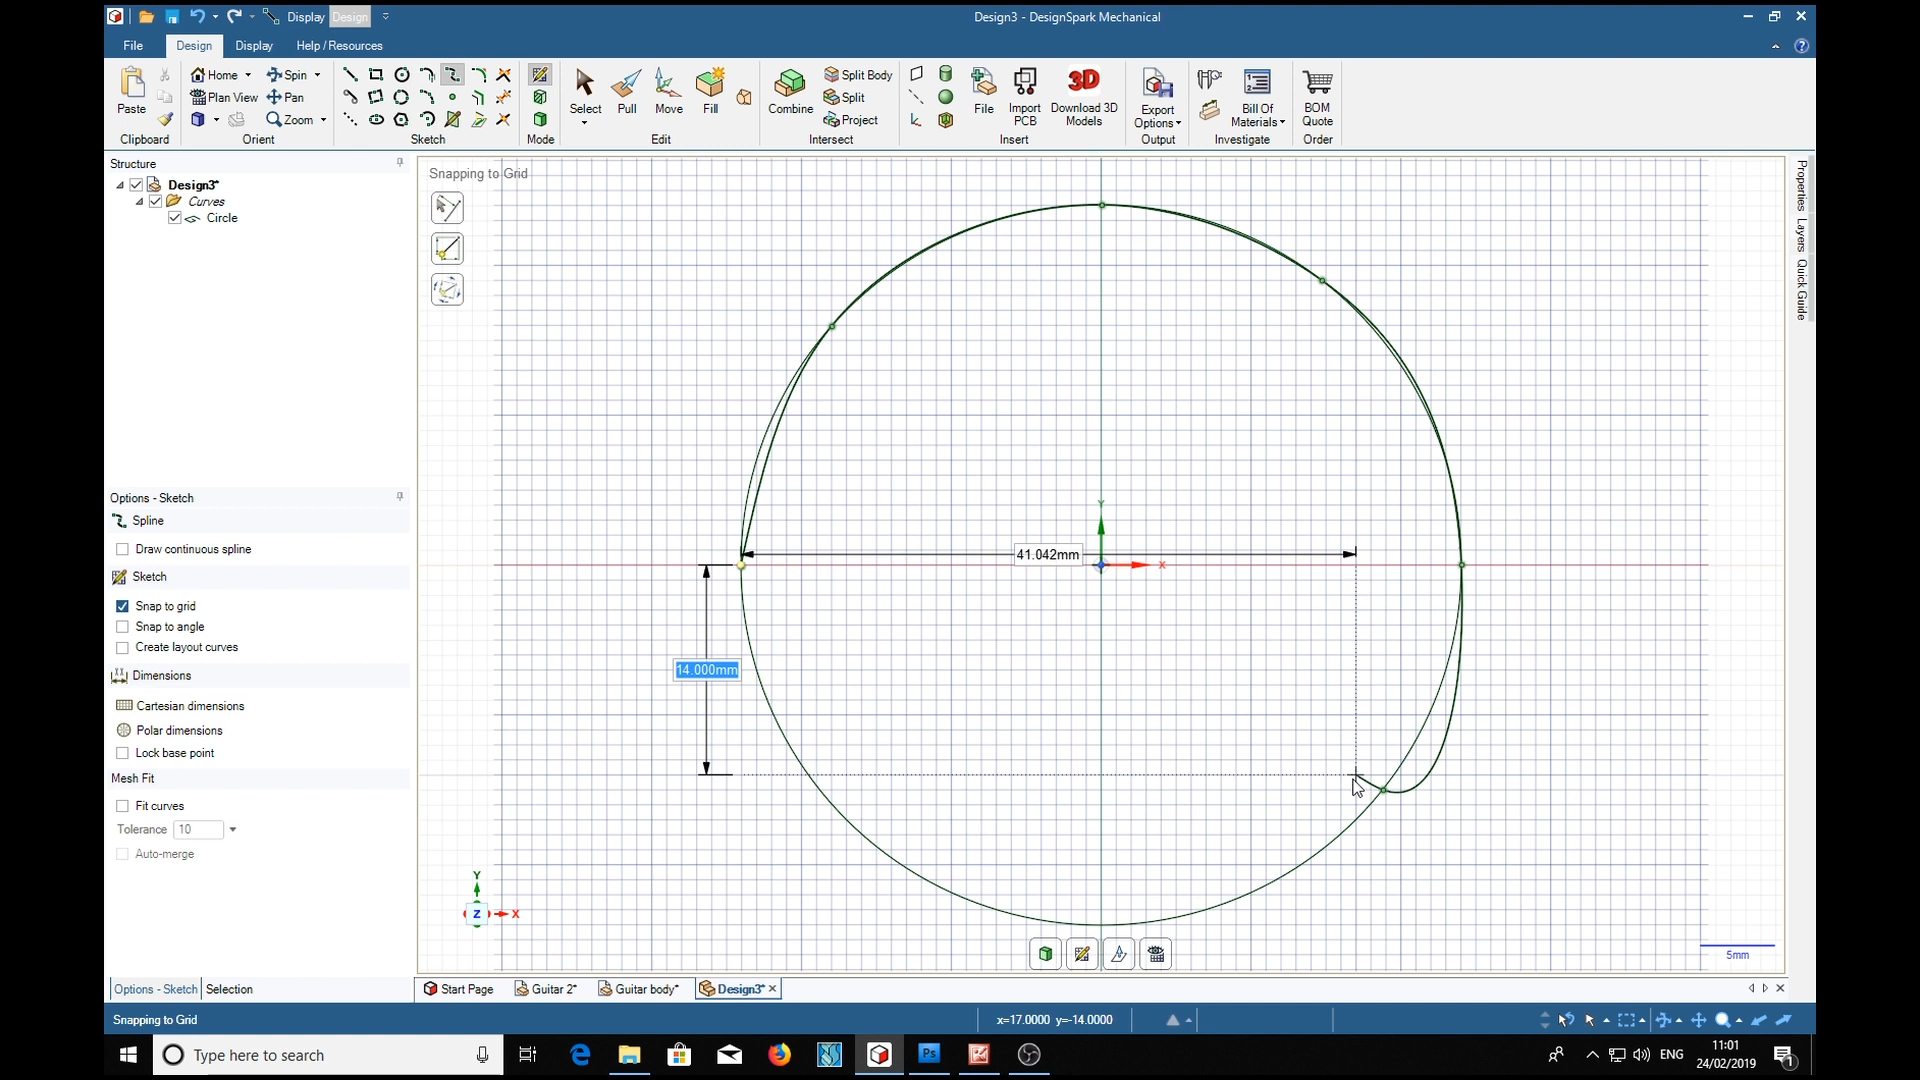 Display Design
Design3 - DesignSpark Mechanical
File Design Display Help / Resources
Home Spin
Plan View Pan
Zoom
Paste
Select Pull Move Fill
Combine
Split Body
Split
Project
File
Import PCB
3D
Download 3D Models
Export Options
Bill Of Materials
BOM Quote
Clipboard Orient Sketch Mode Edit Intersect Insert Output Investigate Order
Structure
Design3*
Curves
Circle
Snapping to Grid
Properties
Layers
Quick Guide
Options - Sketch
Spline
Draw continuous spline
Sketch
Snap to grid
Snap to angle
Create layout curves
Dimensions
Cartesian dimensions
Polar dimensions
Lock base point
Mesh Fit
Fit curves
Tolerance 10
Auto-merge
Y
41.042mm
X
14.000mm
Y
Z X
5mm
Options - Sketch Selection
Start Page Guitar 2* Guitar body* Design3*
Snapping to Grid
x=17.0000 y=-14.0000
Type here to search
Ps
ENG
11:01
24/02/2019
1